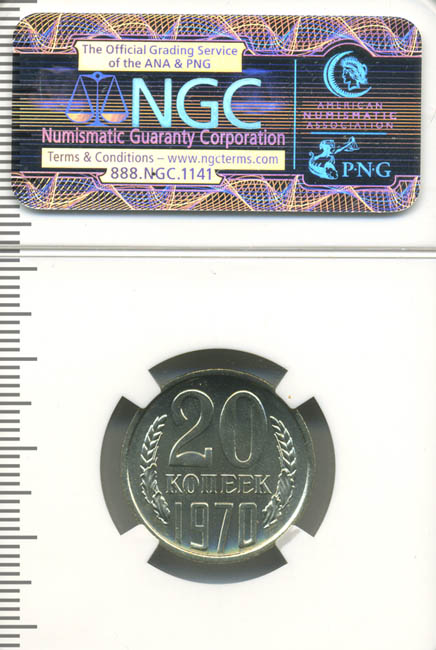 The Official Grading Service
of the ANA & PNG
NGC
Numismatic Guaranty Corporation
Terms & Conditions – www.ngcterms.com
888.NGC.1141
AMERICAN
NUMISMATIC
ASSOCIATION
P·N·G
20
КОПЕЕК
1970